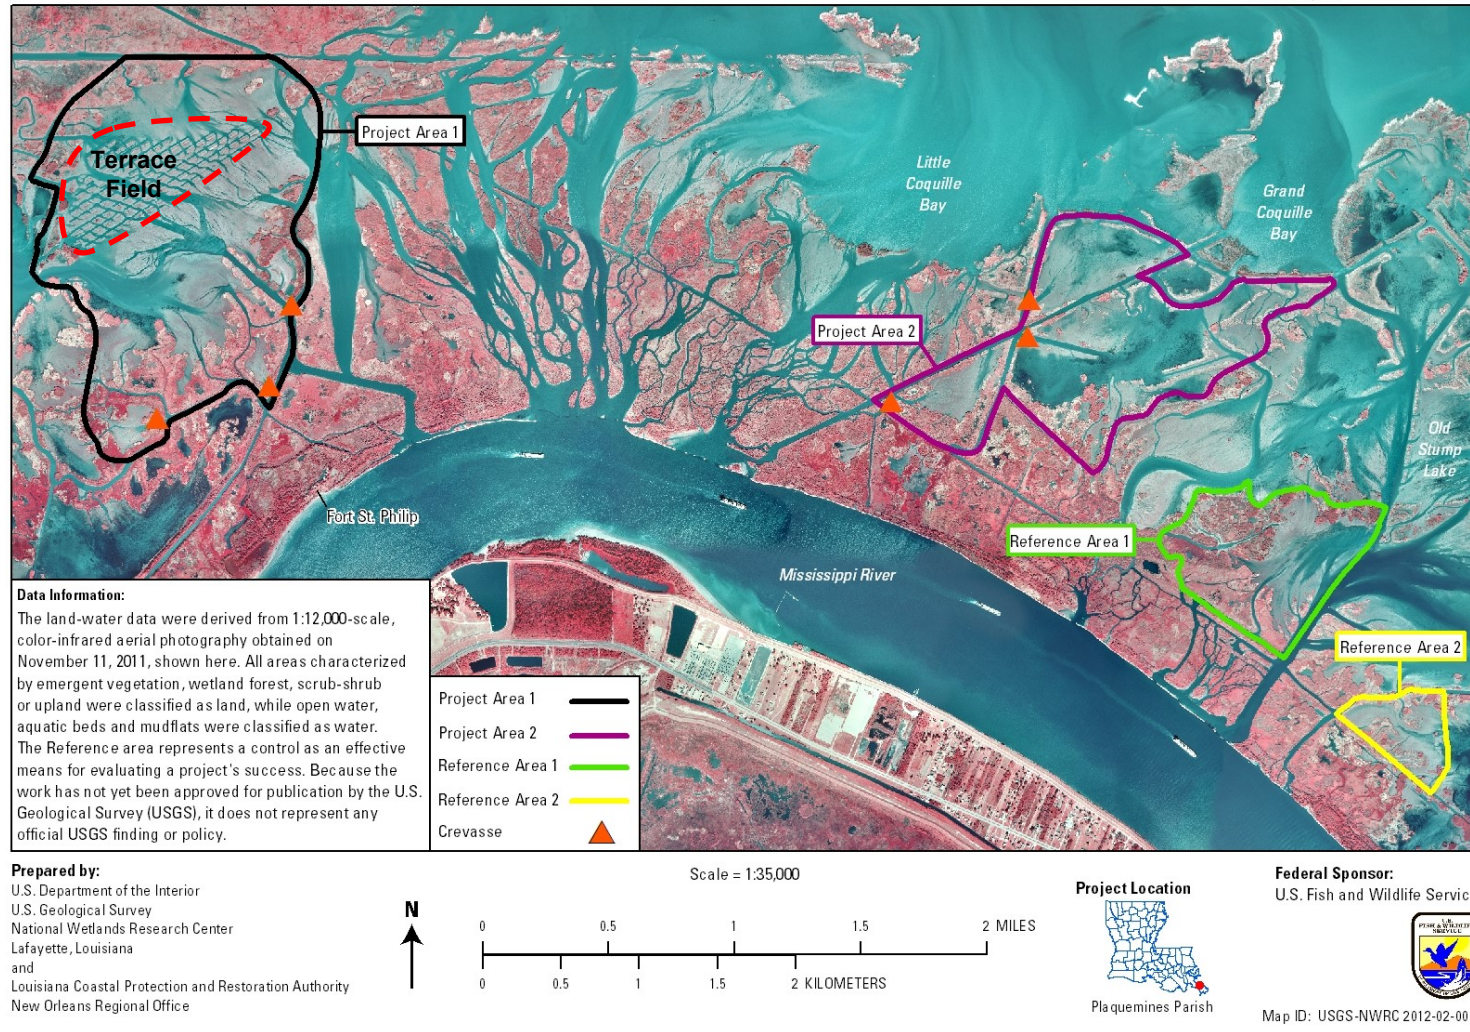 Project Area 1
Terrace
Field
Little
Coquille
Bay
Grand
Coquille
Bay
Project Area 2
Old
Stump
Lake
Fort St. Philip
Reference Area 1
Mississippi River
Reference Area 2
Data Information:
The land-water data were derived from 1:12,000-scale,
color-infrared aerial photography obtained on
November 11, 2011, shown here. All areas characterized
by emergent vegetation, wetland forest, scrub-shrub
or upland were classified as land, while open water,
aquatic beds and mudflats were classified as water.
The Reference area represents a control as an effective
means for evaluating a project's success. Because the
work has not yet been approved for publication by the U.S.
Geological Survey (USGS), it does not represent any
official USGS finding or policy.
Project Area 1
Project Area 2
Reference Area 1
Reference Area 2
Crevasse
Prepared by:
U.S. Department of the Interior
U.S. Geological Survey
National Wetlands Research Center
Lafayette, Louisiana
and
Louisiana Coastal Protection and Restoration Authority
New Orleans Regional Office
N
Scale = 1:35,000
0 0.5 1 1.5 2 MILES
0 0.5 1 1.5 2 KILOMETERS
Project Location
Plaquemines Parish
Federal Sponsor:
U.S. Fish and Wildlife Servic
U.S.
FISH & WILDLIFE
SERVICE
Map ID: USGS-NWRC 2012-02-00